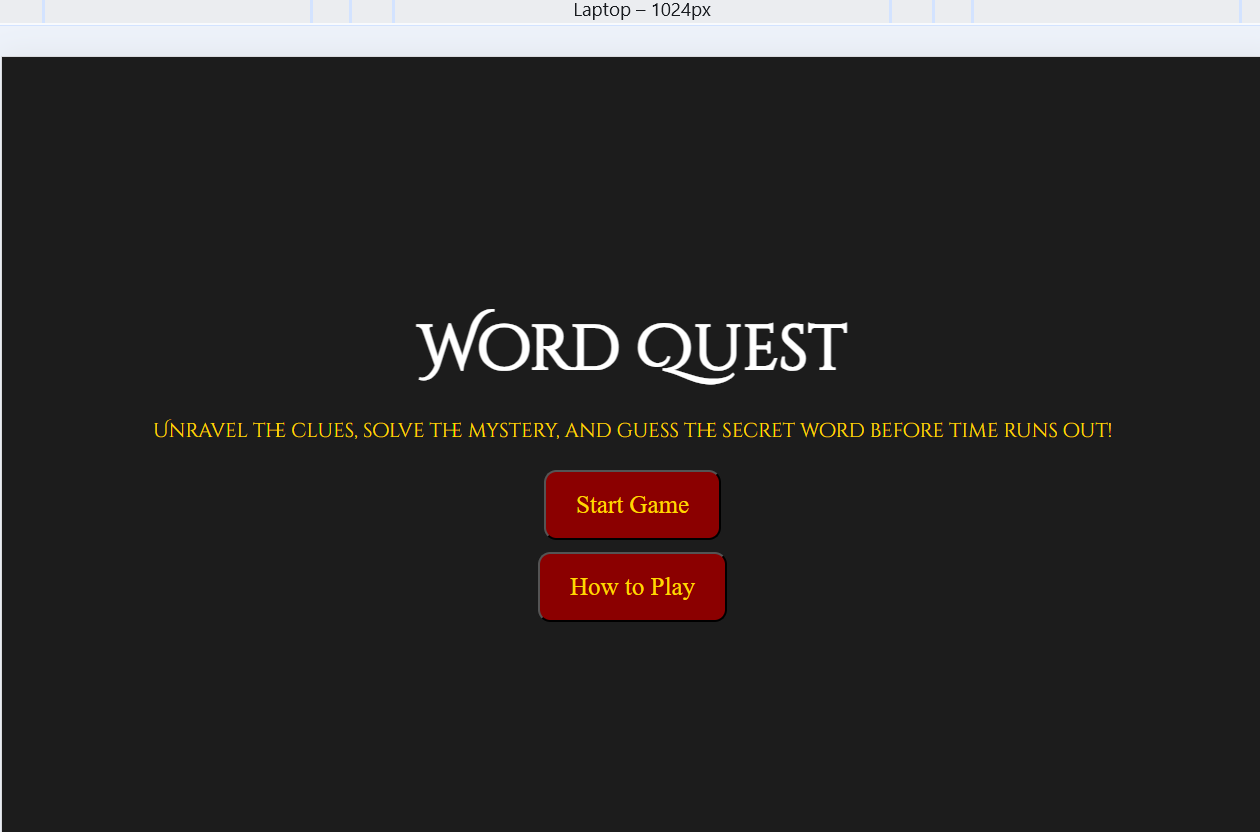 Laptop – 1024px
Word Quest
Unravel the clues, solve the mystery, and guess the secret word before time runs out!
Start Game
How to Play